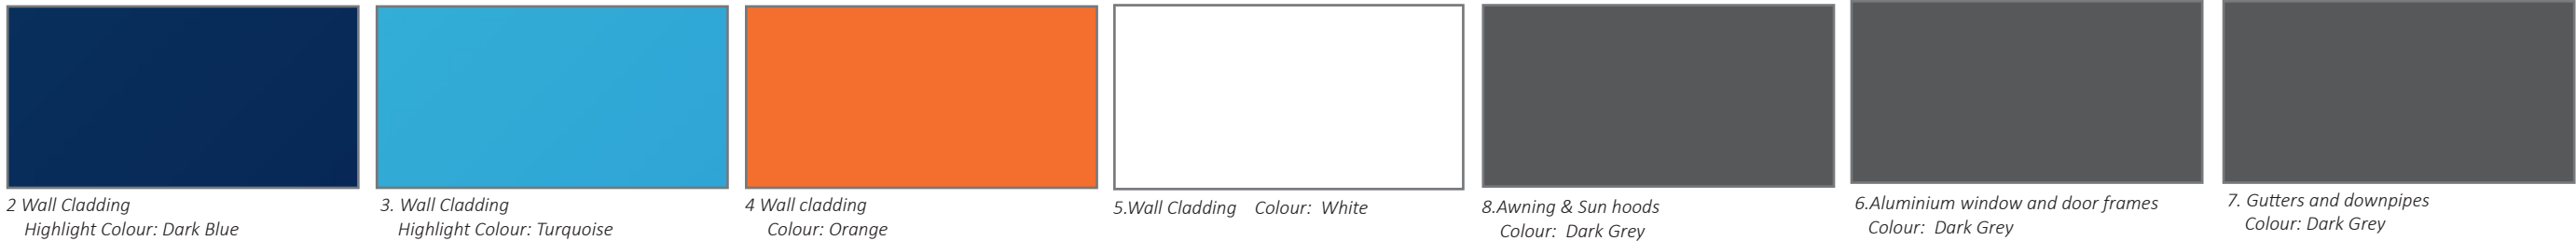 2 Wall Cladding
Highlight Colour: Dark Blue
3. Wall Cladding
Highlight Colour: Turquoise
4 Wall cladding
Colour: Orange
5.Wall Cladding Colour: White
8.Awning & Sun hoods
Colour: Dark Grey
6.Aluminium window and door frames
Colour: Dark Grey
7. Gutters and downpipes
Colour: Dark Grey